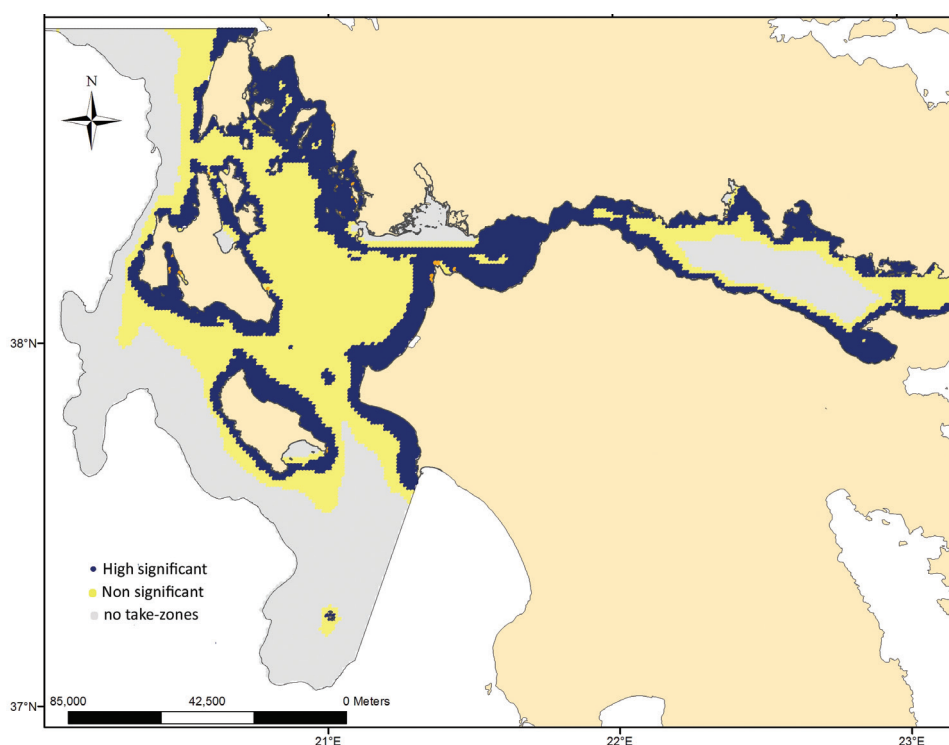 N
38°N
High significant
Non significant
no take-zones
85,000 42,500 0 Meters
37°N
21°E 22°E 23°E